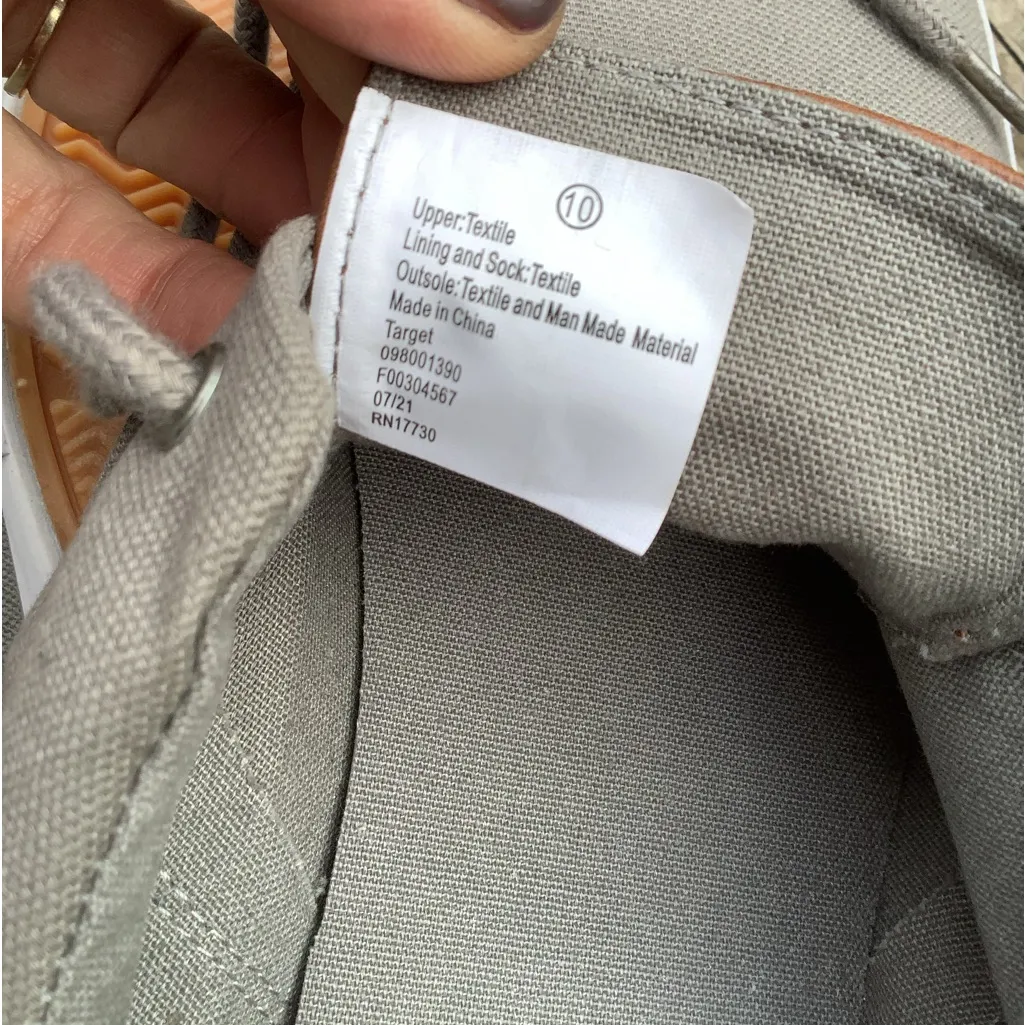 10
Upper:Textile
Lining and Sock:Textile
Outsole:Textile and Man Made Material
Made in China
Target
098001390
F00304567
07/21
RN17730